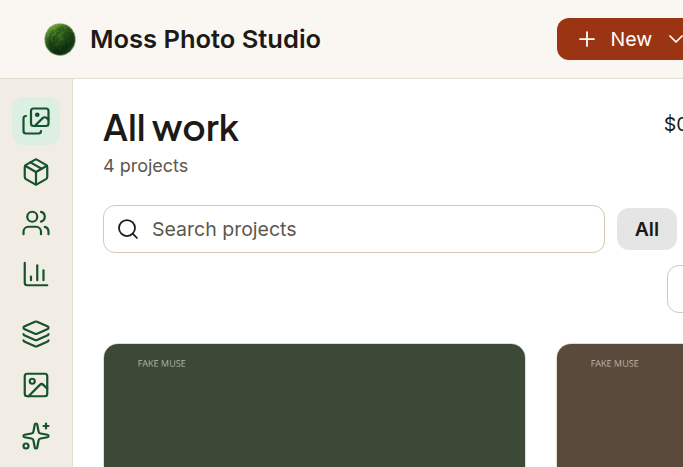 Moss Photo Studio
New
All work
4 projects
Search projects
All
FAKE MUSE
FAKE MUSE